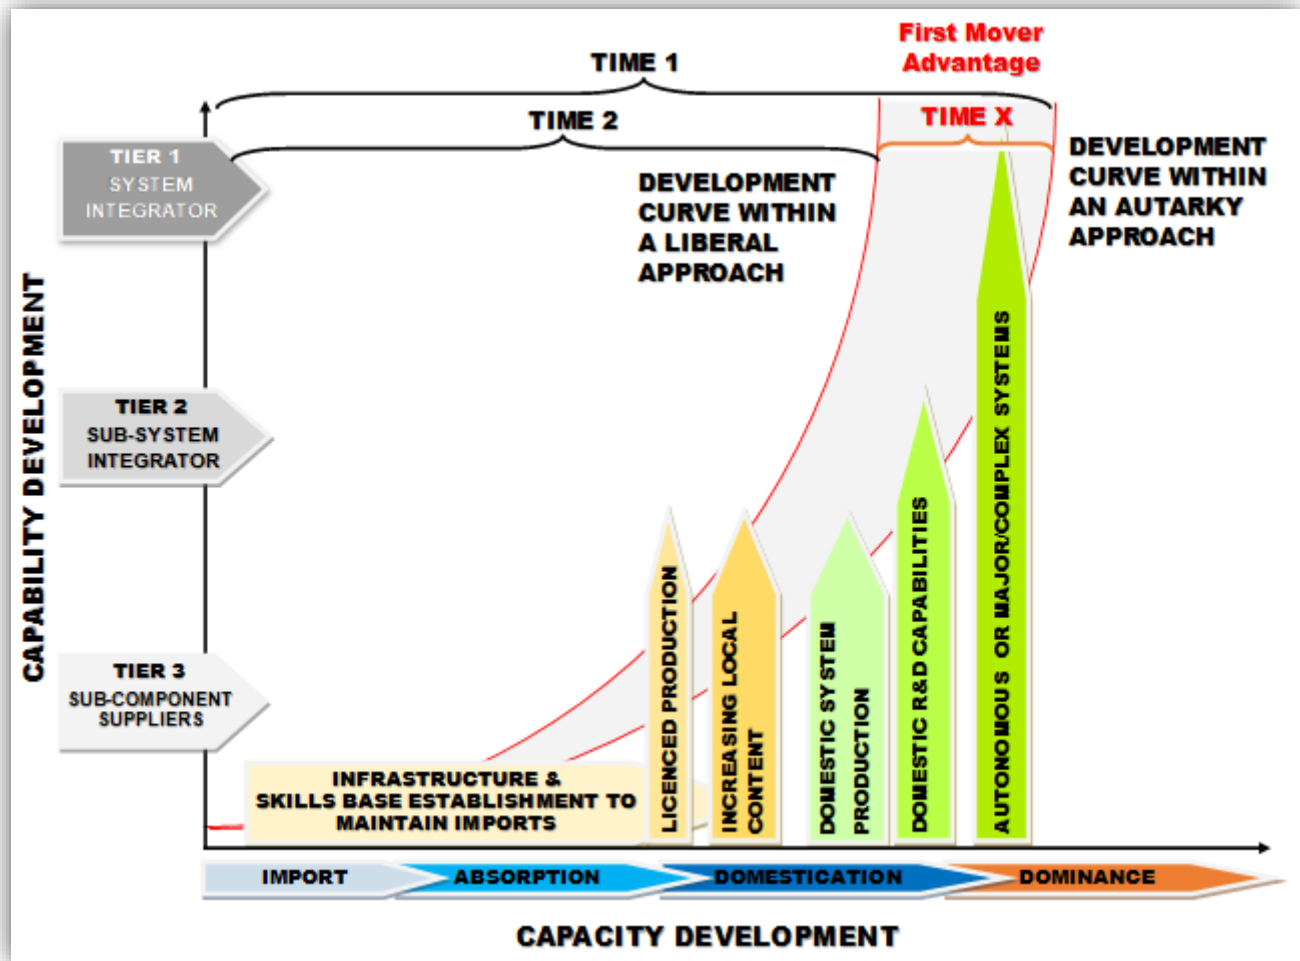 First Mover
Advantage
TIME 1
TIME X
TIME 2
TIER 1
SYSTEM
INTEGRATOR
DEVELOPMENT
CURVE WITHIN
A LIBERAL
APPROACH
DEVELOPMENT
CURVE WITHIN
AN AUTARKY
APPROACH
CAPABILITY DEVELOPMENT
TIER 2
SUB-SYSTEM
INTEGRATOR
TIER 3
SUB-COMPONENT
SUPPLIERS
INFRASTRUCTURE &
SKILLS BASE ESTABLISHMENT TO
MAINTAIN IMPORTS
LICENCED PRODUCTION
INCREASING LOCAL
CONTENT
DOMESTIC SYSTEM
PRODUCTION
DOMESTIC R&D CAPABILITIES
AUTONOMOUS OR MAJOR/COMPLEX SYSTEMS
IMPORT
ABSORPTION
DOMESTICATION
DOMINANCE
CAPACITY DEVELOPMENT